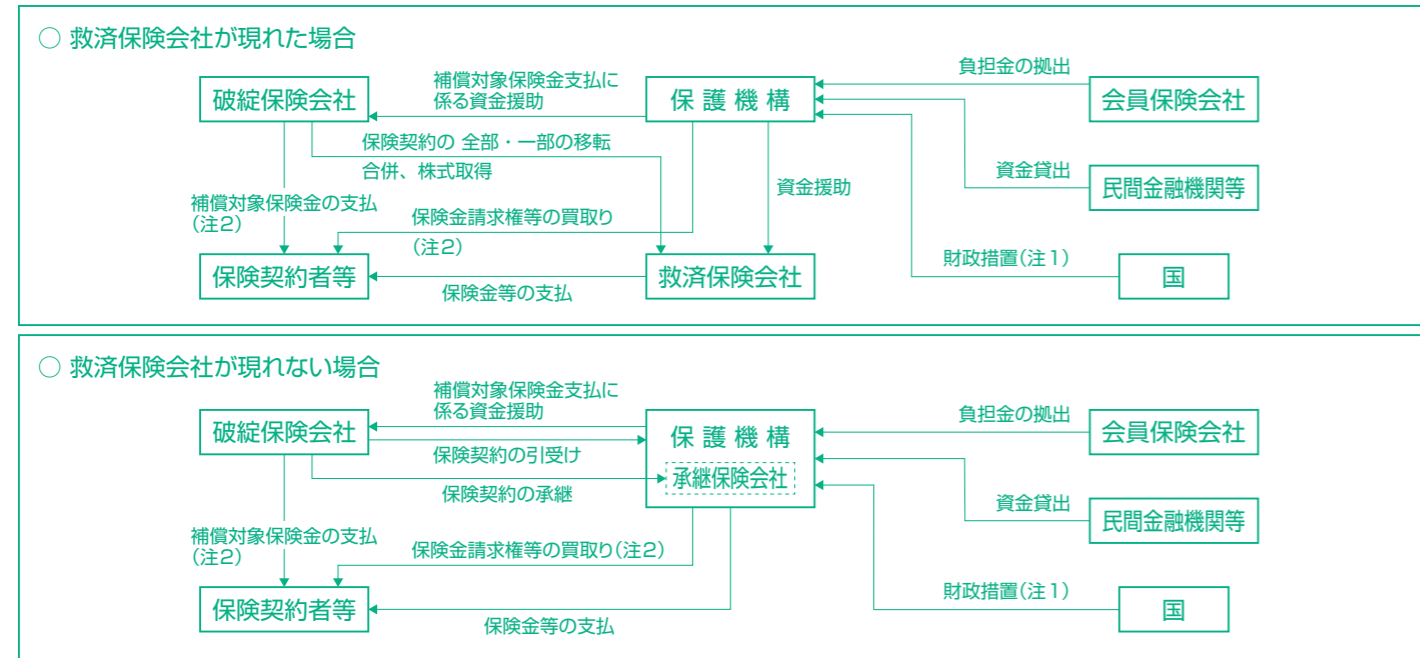 ○ 救済保険会社が現れた場合
破綻保険会社
補償対象保険金支払に
係る資金援助
保 護 機 構
負担金の拠出
会員保険会社
保険契約の 全部・一部の移転
合併、株式取得
資金援助
資金貸出
民間金融機関等
補償対象保険金の支払
(注2)
保険金請求権等の買取り
(注2)
財政措置(注1)
国
保険契約者等
保険金等の支払
救済保険会社
○ 救済保険会社が現れない場合
破綻保険会社
補償対象保険金支払に
係る資金援助
保 護 機 構
負担金の拠出
会員保険会社
保険契約の引受け
承継保険会社
保険契約の承継
資金貸出
民間金融機関等
補償対象保険金の支払
(注2)
保険金請求権等の買取り(注2)
財政措置(注1)
国
保険契約者等
保険金等の支払